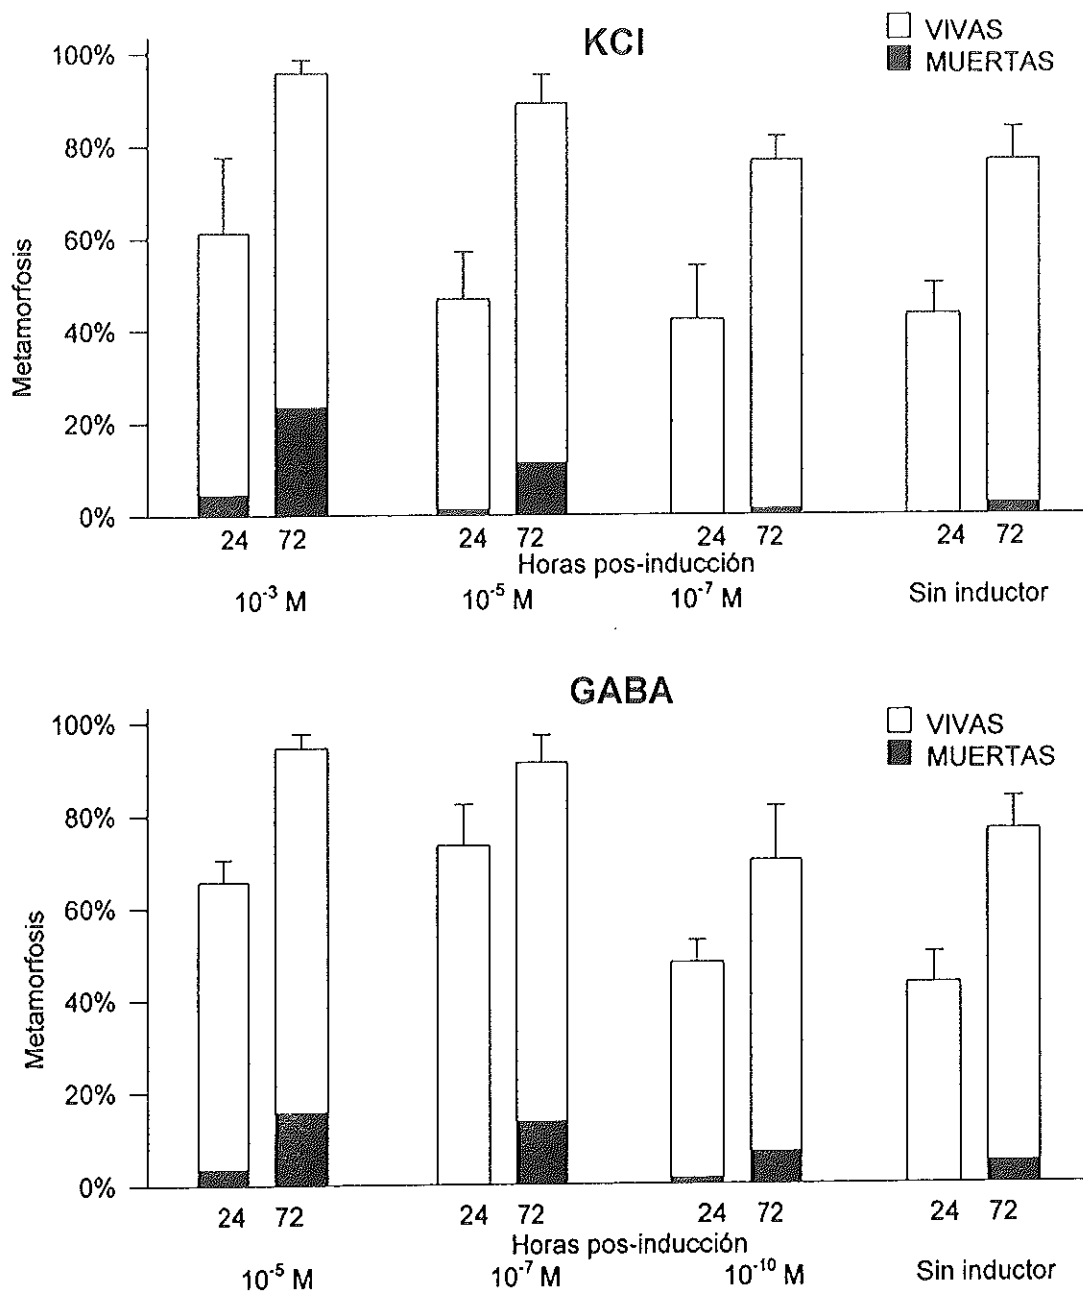 KCl
VIVAS
MUERTAS
100%
80%
60%
40%
20%
0%
Metamorfosis
24 72 24 72 24 72 24 72
Horas pos-inducción
10-3 M 10-5 M 10-7 M Sin inductor
GABA
VIVAS
MUERTAS
100%
80%
60%
40%
20%
0%
Metamorfosis
24 72 24 72 24 72 24 72
Horas pos-inducción
10-5 M 10-7 M 10-10 M Sin inductor